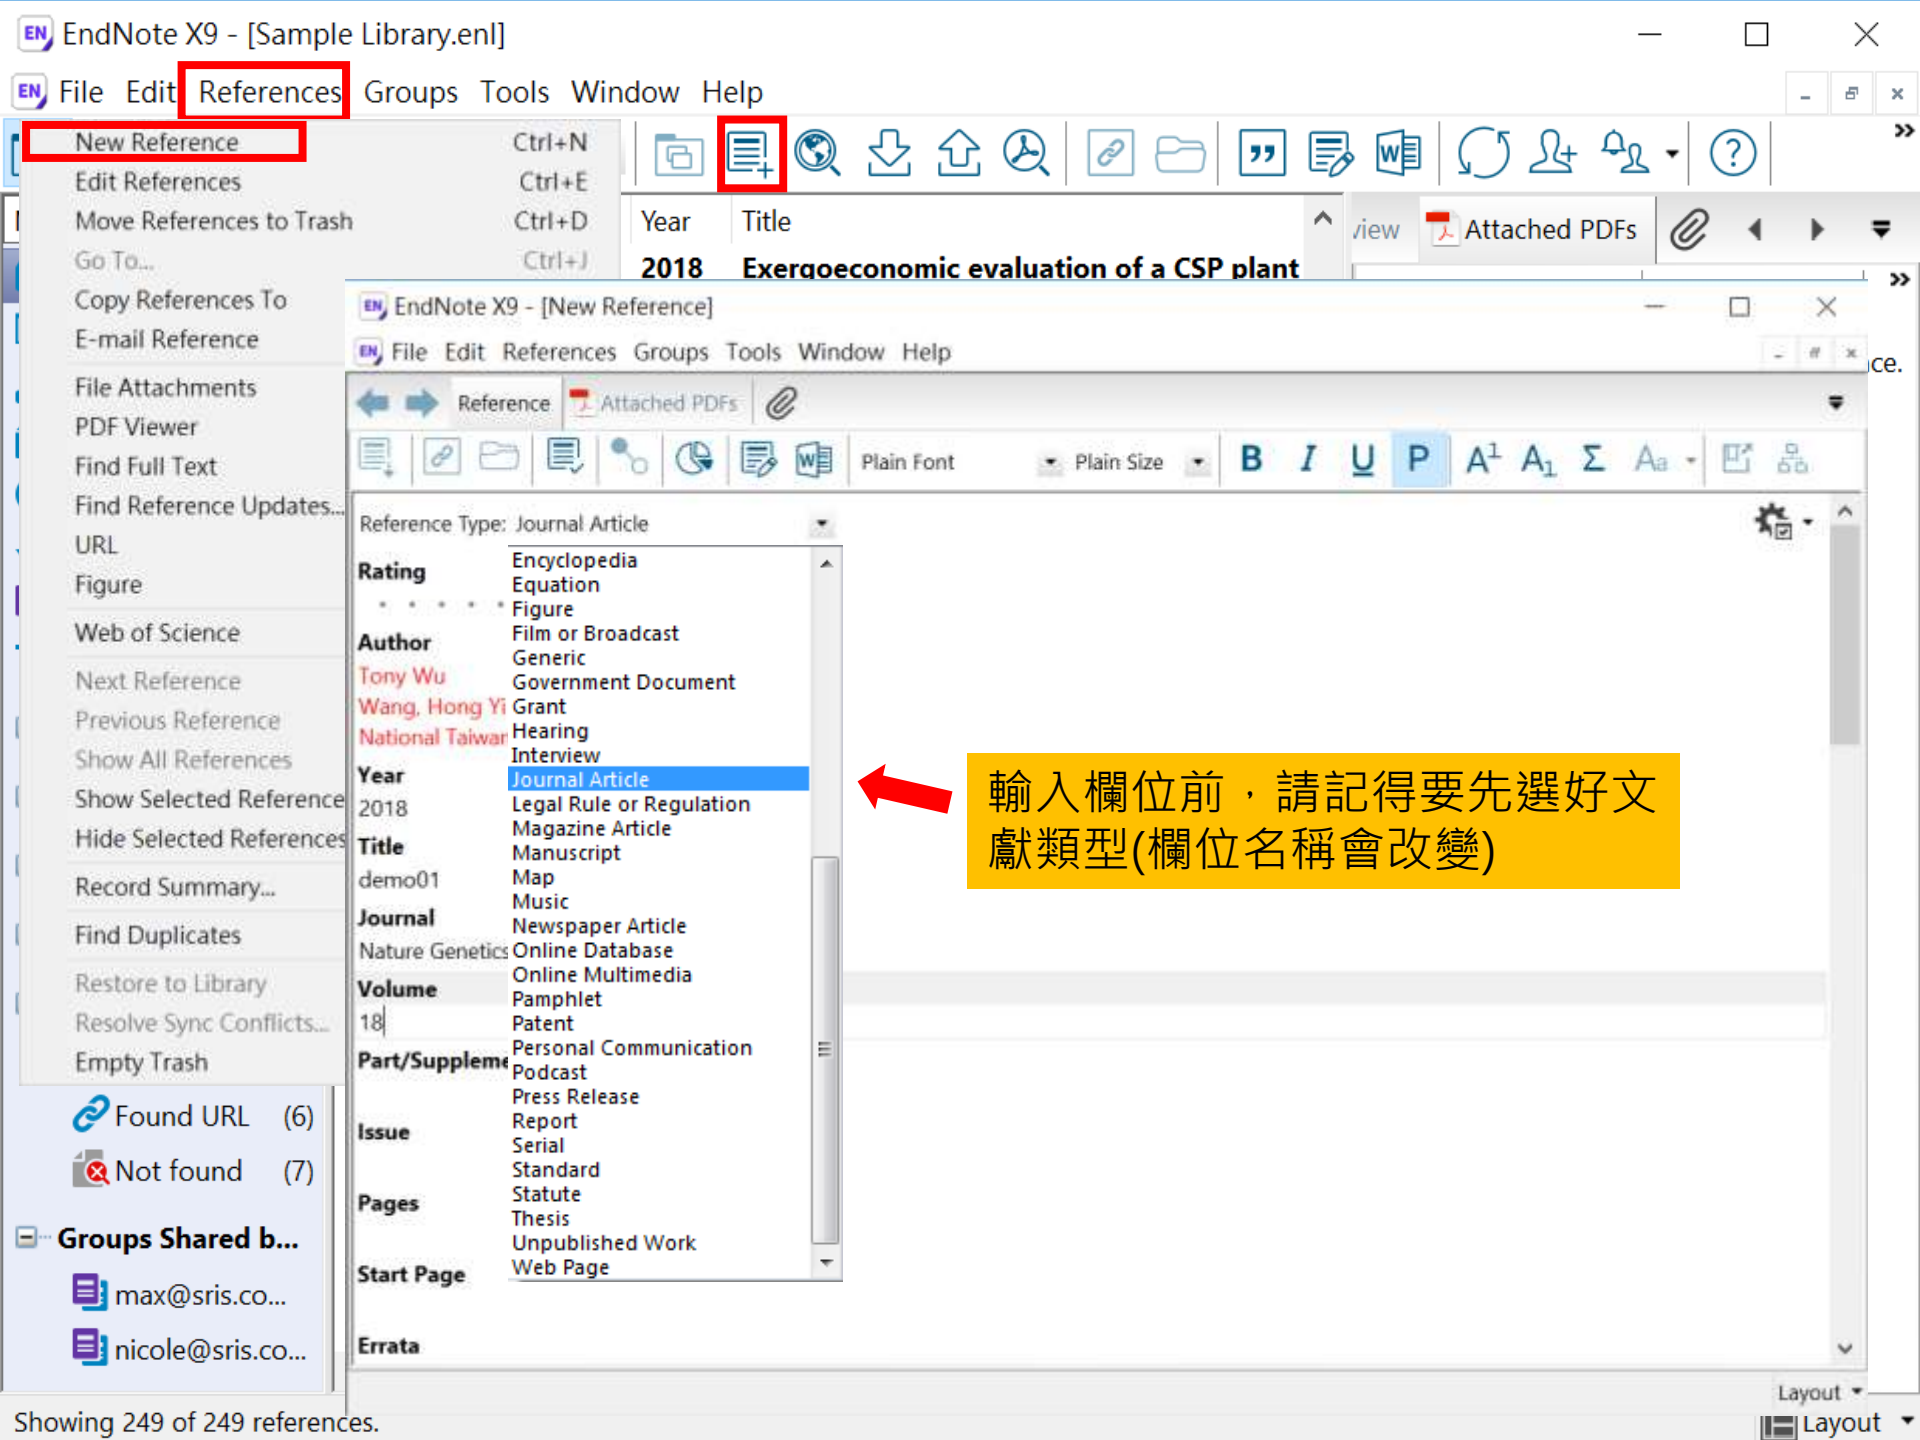 EndNote X9 - [Sample Library.enl]
File Edit References Groups Tools Window Help
New Reference Ctrl+N
Edit References Ctrl+E
Move References to Trash Ctrl+D
Go To... Ctrl+J
Copy References To
E-mail Reference
File Attachments
PDF Viewer
Find Full Text
Find Reference Updates...
URL
Figure
Web of Science
Next Reference
Previous Reference
Show All References
Show Selected Reference
Hide Selected References
Record Summary...
Find Duplicates
Restore to Library
Resolve Sync Conflicts...
Empty Trash
Found URL (6)
Not found (7)
Groups Shared b...
max@sris.co...
nicole@sris.co...
Showing 249 of 249 references.
Year Title
2018 Exergoeconomic evaluation of a CSP plant
Attached PDFs
EndNote X9 - [New Reference]
File Edit References Groups Tools Window Help
Reference Attached PDFs
Plain Font Plain Size B I U P A1 A1 Σ Aa
Reference Type: Journal Article
Rating
Author
Tony Wu
Wang, Hong Yi
National Taiwan
Year
2018
Title
demo01
Journal
Nature Genetics
Volume
18
Part/Suppleme
Issue
Pages
Start Page
Errata
Encyclopedia
Equation
Figure
Film or Broadcast
Generic
Government Document
Grant
Hearing
Interview
Journal Article
Legal Rule or Regulation
Magazine Article
Manuscript
Map
Music
Newspaper Article
Online Database
Online Multimedia
Pamphlet
Patent
Personal Communication
Podcast
Press Release
Report
Serial
Standard
Statute
Thesis
Unpublished Work
Web Page
輸入欄位前，請記得要先選好文
獻類型(欄位名稱會改變)
Layout
Layout